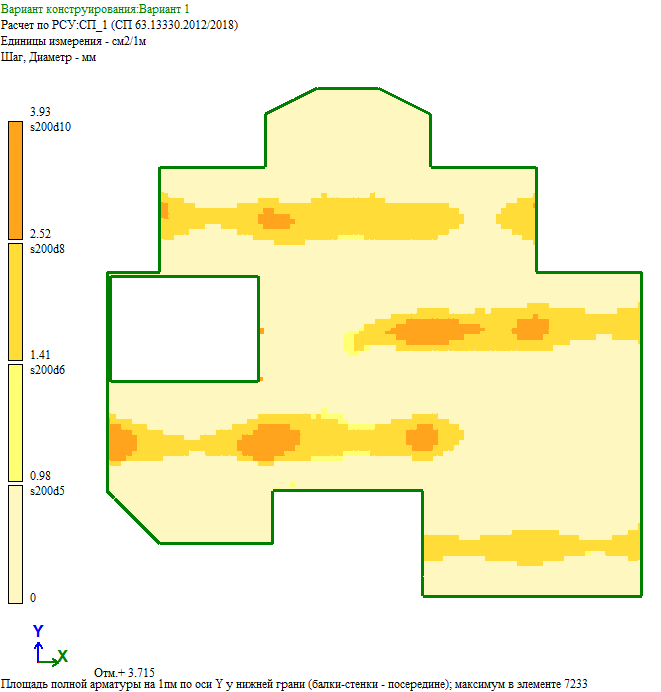 Вариант конструирования:Вариант 1
Расчет по РСУ:СП_1 (СП 63.13330.2012/2018)
Единицы измерения - см2/1м
Шаг, Диаметр - мм
3.93
s200d10
2.52
s200d8
1.41
s200d6
0.98
s200d5
0
Y
X
Отм.+ 3.715
Площадь полной арматуры на 1пм по оси Y у нижней грани (балки-стенки - посередине); максимум в элементе 7233